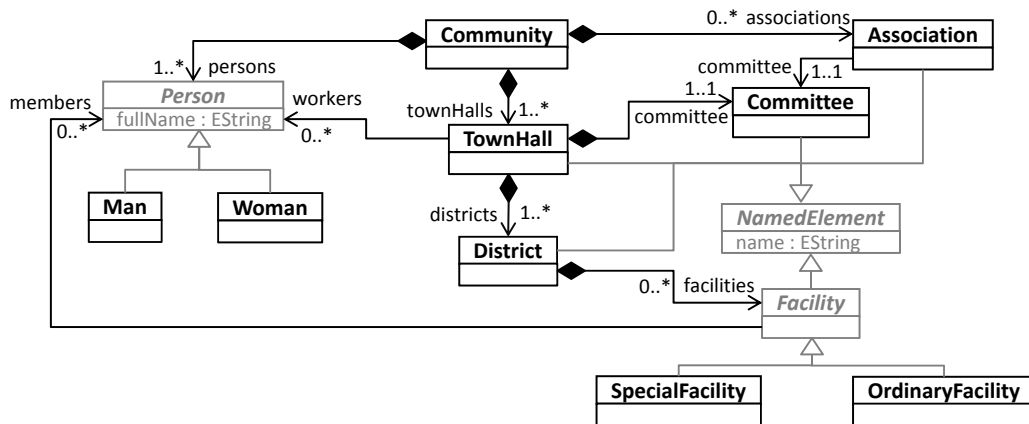 0..* associations
Community
Association
1..* persons
committee 1..1
Person
members
workers
1..1
Committee
fullName : EString
townHalls 1..*
committee
0..*
0..*
TownHall
Man
Woman
NamedElement
districts 1..*
name : EString
District
0..* facilities
Facility
SpecialFacility
OrdinaryFacility